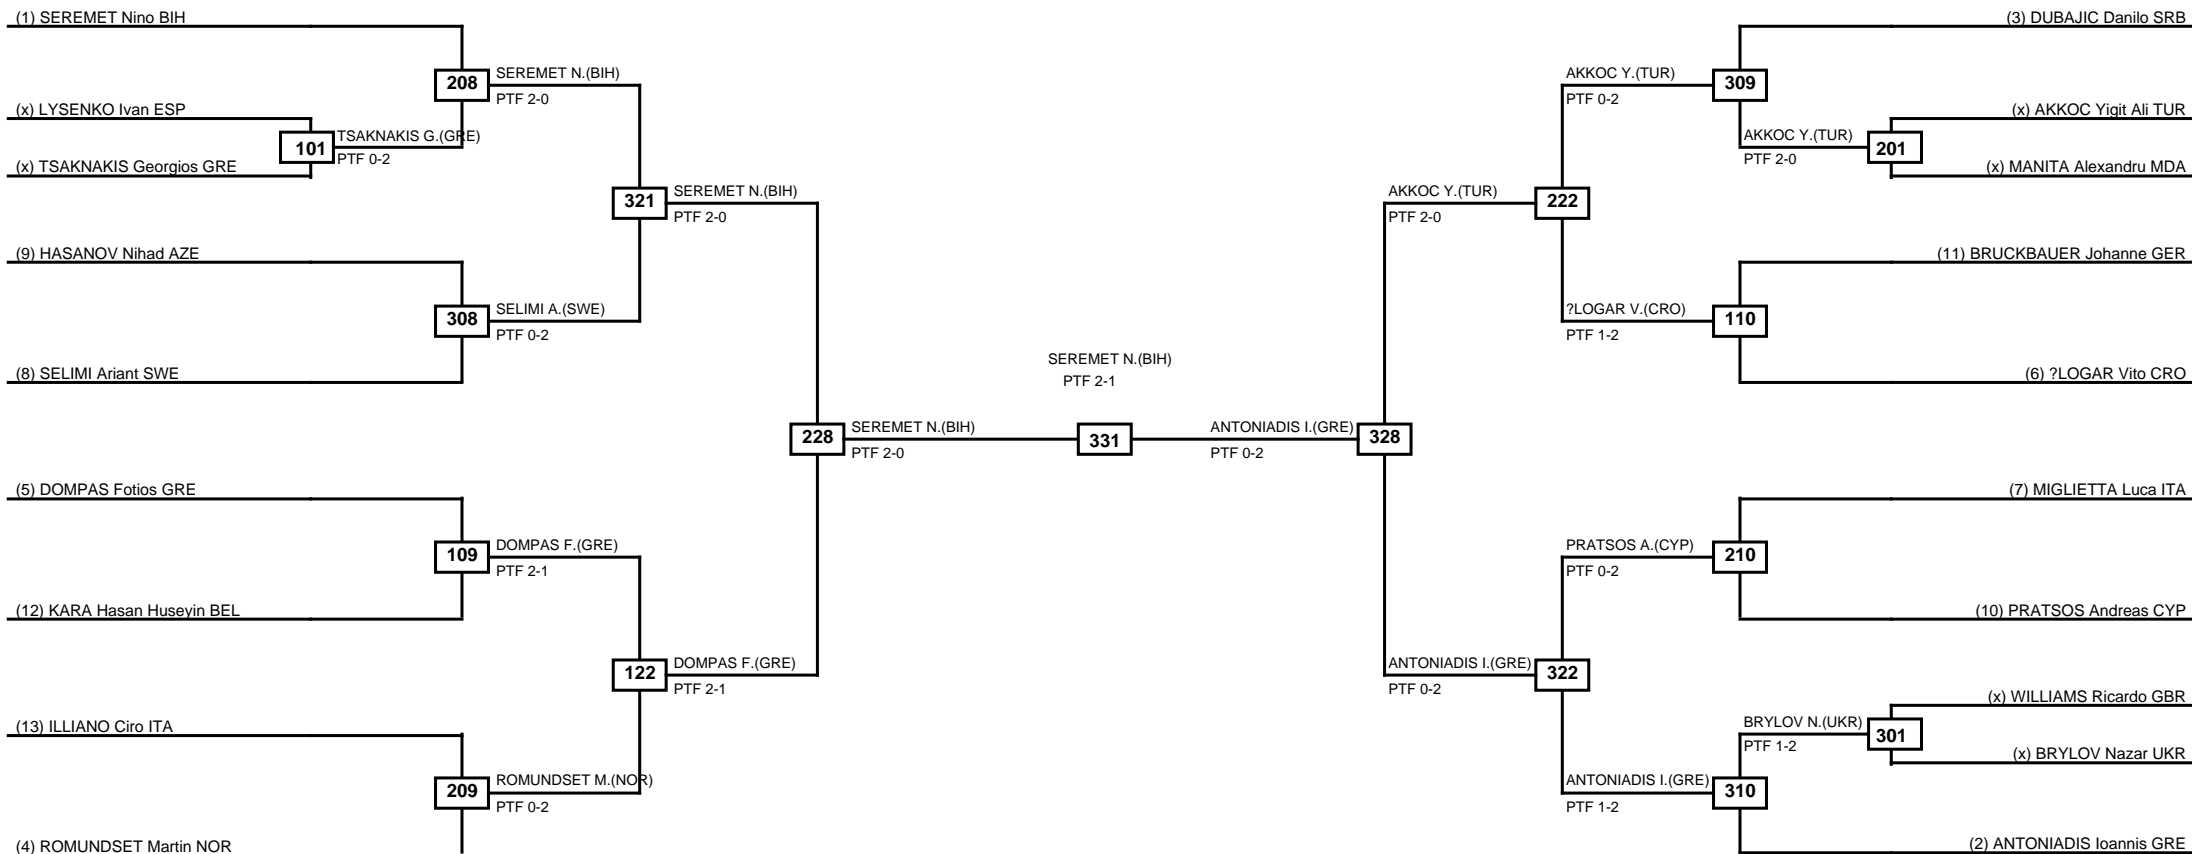 (1) SEREMET Nino BIH
(3) DUBAJIC Danilo SRB
208
SEREMET N.(BIH)
PTF 2-0
AKKOC Y.(TUR)
PTF 0-2
309
(x) LYSENKO Ivan ESP
(x) AKKOC Yigit Ali TUR
101
TSAKNAKIS G.(GRE)
PTF 0-2
AKKOC Y.(TUR)
PTF 2-0
201
(x) TSAKNAKIS Georgios GRE
(x) MANITA Alexandru MDA
321
SEREMET N.(BIH)
PTF 2-0
AKKOC Y.(TUR)
PTF 2-0
222
(9) HASANOV Nihad AZE
(11) BRUCKBAUER Johanne GER
308
SELIMI A.(SWE)
PTF 0-2
?LOGAR V.(CRO)
PTF 1-2
110
(8) SELIMI Ariant SWE
(6) ?LOGAR Vito CRO
SEREMET N.(BIH)
PTF 2-1
228
SEREMET N.(BIH)
PTF 2-0
331
ANTONIADIS I.(GRE)
PTF 0-2
328
(5) DOMPAS Fotios GRE
(7) MIGLIETTA Luca ITA
109
DOMPAS F.(GRE)
PTF 2-1
PRATSOS A.(CYP)
PTF 0-2
210
(12) KARA Hasan Huseyin BEL
(10) PRATSOS Andreas CYP
122
DOMPAS F.(GRE)
PTF 2-1
ANTONIADIS I.(GRE)
PTF 0-2
322
(x) WILLIAMS Ricardo GBR
(13) ILLIANO Ciro ITA
BRYLOV N.(UKR)
PTF 1-2
301
(x) BRYLOV Nazar UKR
209
ROMUNDSET M.(NOR)
PTF 0-2
ANTONIADIS I.(GRE)
PTF 1-2
310
(4) ROMUNDSET Martin NOR
(2) ANTONIADIS Ioannis GRE